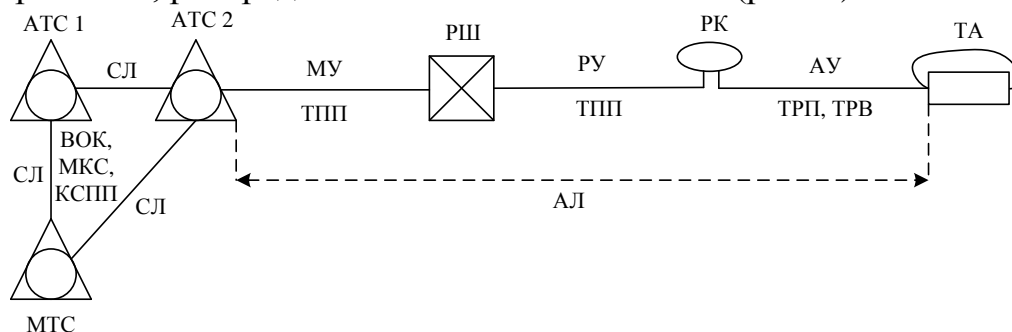 АТС 1
АТС 2
РШ
РК
ТА
СЛ
МУ
РУ
АУ
ТПП
ТПП
ТРП, ТРВ
ВОК,
МКС,
КСПП
СЛ
СЛ
АЛ
МТС